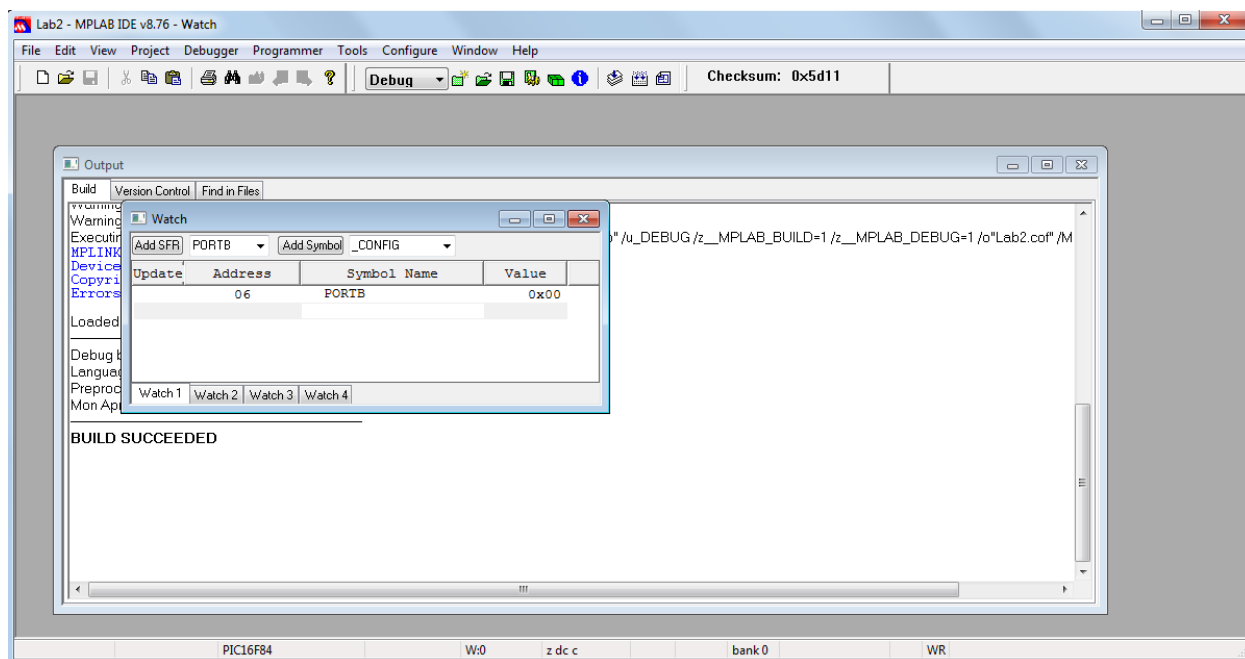 Lab2 - MPLAB IDE v8.76 - Watch
File Edit View Project Debugger Programmer Tools Configure Window Help
Debug Checksum: 0x5d11
Output
Build Version Control Find in Files
Warning
Executin
MPLINK
Device
Copyri
Errors
Loaded
Debug b
Languag
Preproc
Mon Apr
BUILD SUCCEEDED
o" /u_DEBUG /z__MPLAB_BUILD=1 /z__MPLAB_DEBUG=1 /o"Lab2.cof" /M
Watch
Add SFR PORTB Add Symbol _CONFIG
Update Address Symbol Name Value
06 PORTB 0x00
Watch 1 Watch 2 Watch 3 Watch 4
PIC16F84 W:0 z dc c bank 0 WR